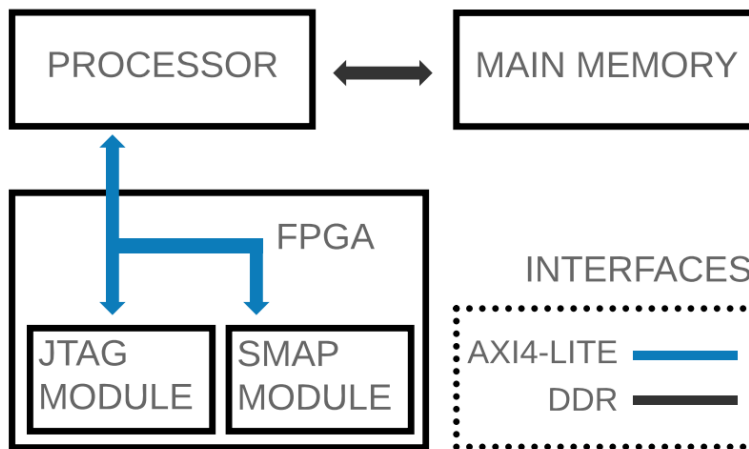 PROCESSOR
MAIN MEMORY
FPGA
JTAG
MODULE
SMAP
MODULE
INTERFACES
AXI4-LITE
DDR